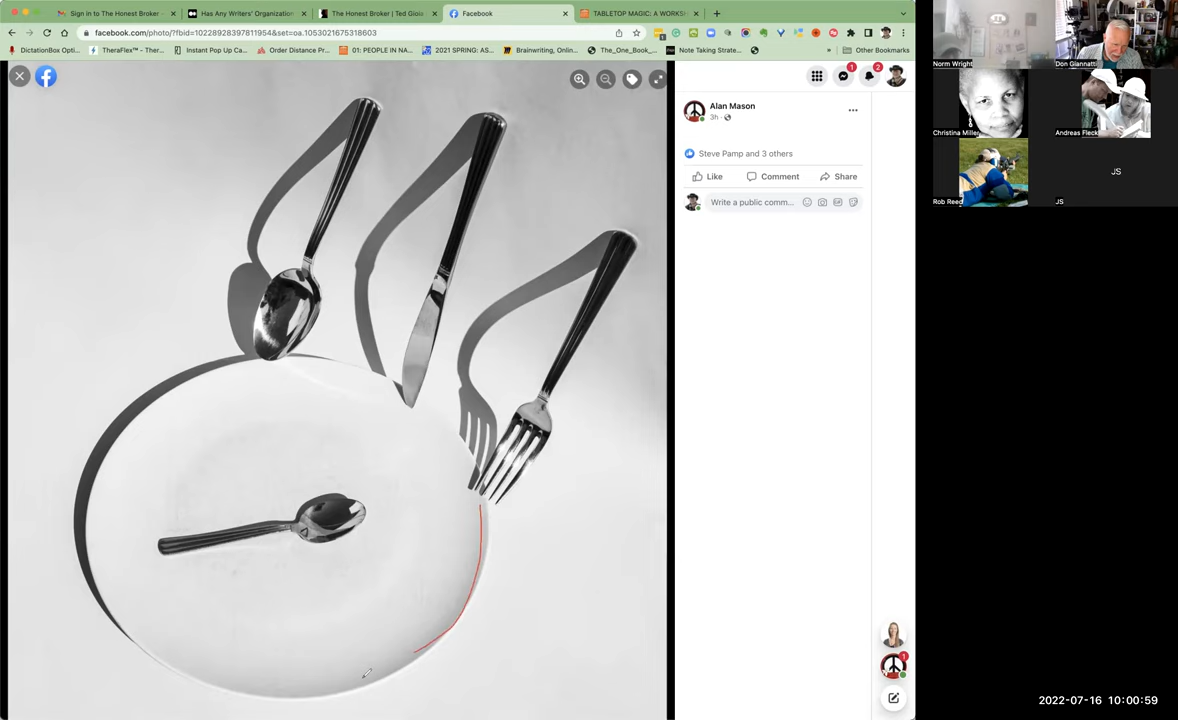 Sign in to The Honest Broker -
Has Any Writers' Organization
The Honest Broker | Ted Gioia
Facebook
TABLETOP MAGIC: A WORKSH
facebook.com/photo/?fbid=10228928397811954&set=oa.1053021675318603
DictationBox Opti...
TheraFlex™ - Ther...
Instant Pop Up Ca...
Order Distance Pr...
01: PEOPLE IN NA...
2021 SPRING: AS...
Brainwriting, Onlin...
The_One_Book_...
Note Taking Strate...
»
Other Bookmarks
1
2
Alan Mason
3h ·
Steve Pamp and 3 others
Like
Comment
Share
Write a public comm...
1
Norm Wright
Don Giannatti
Christina Miller
Andreas Fleck
Rob Reed
JS
JS
2022-07-16 10:00:59